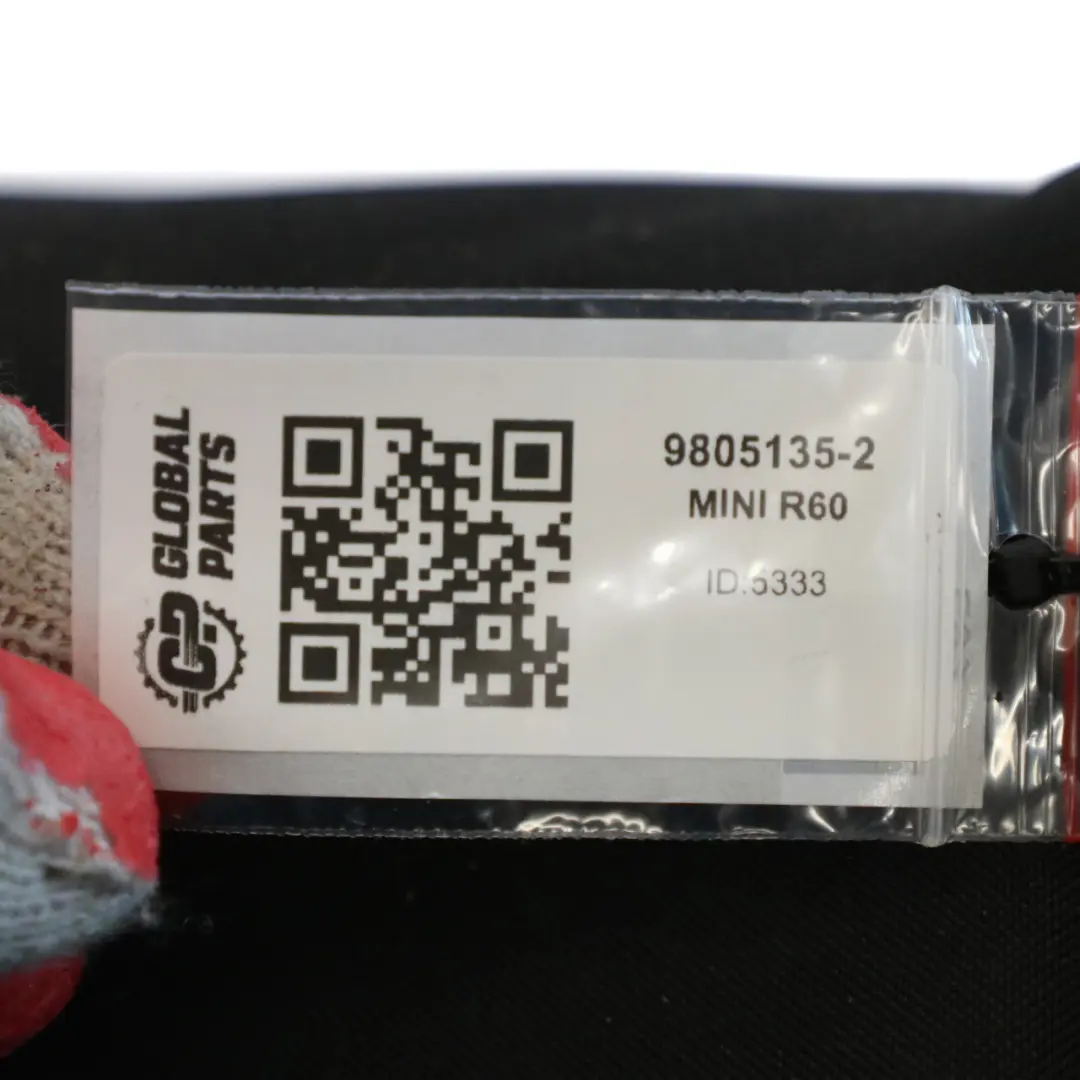 GLOBAL
PARTS
9805135-2
MINI R60
ID:5333